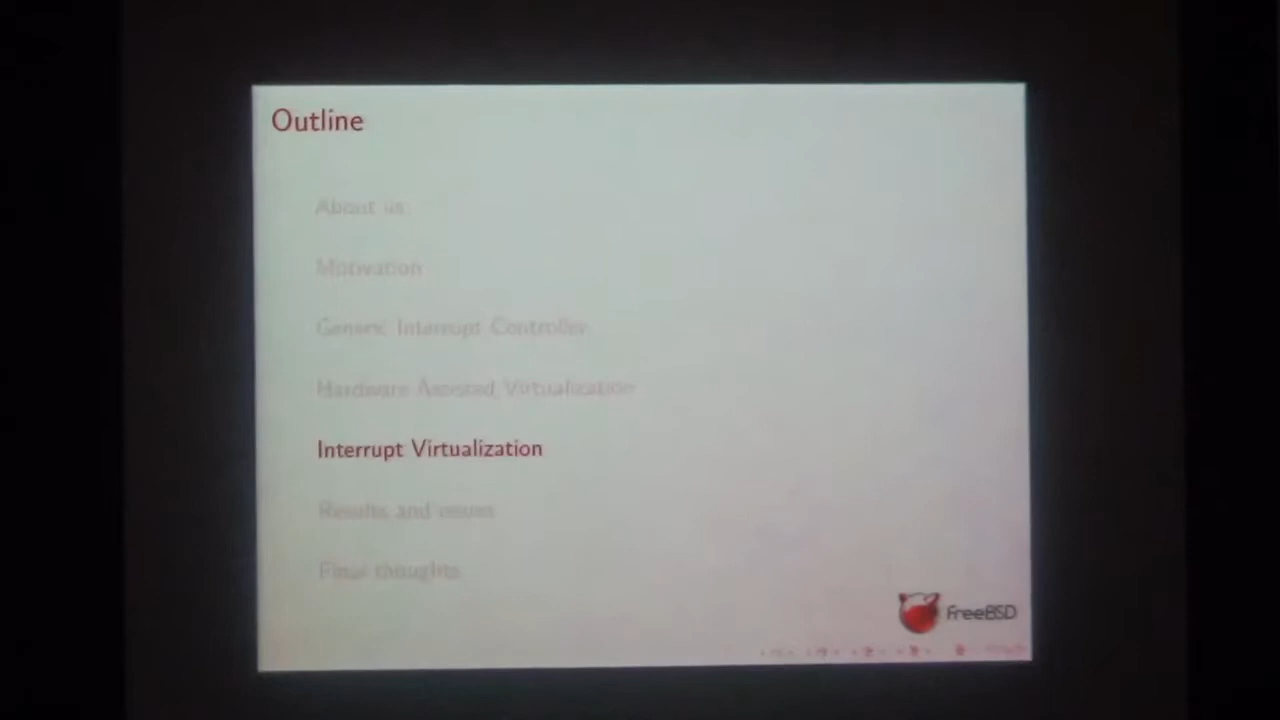 Outline
About us
Motivation
Generic Interrupt Controller
Hardware Assisted Virtualization
Interrupt Virtualization
Results and issues
Final thoughts
FreeBSD